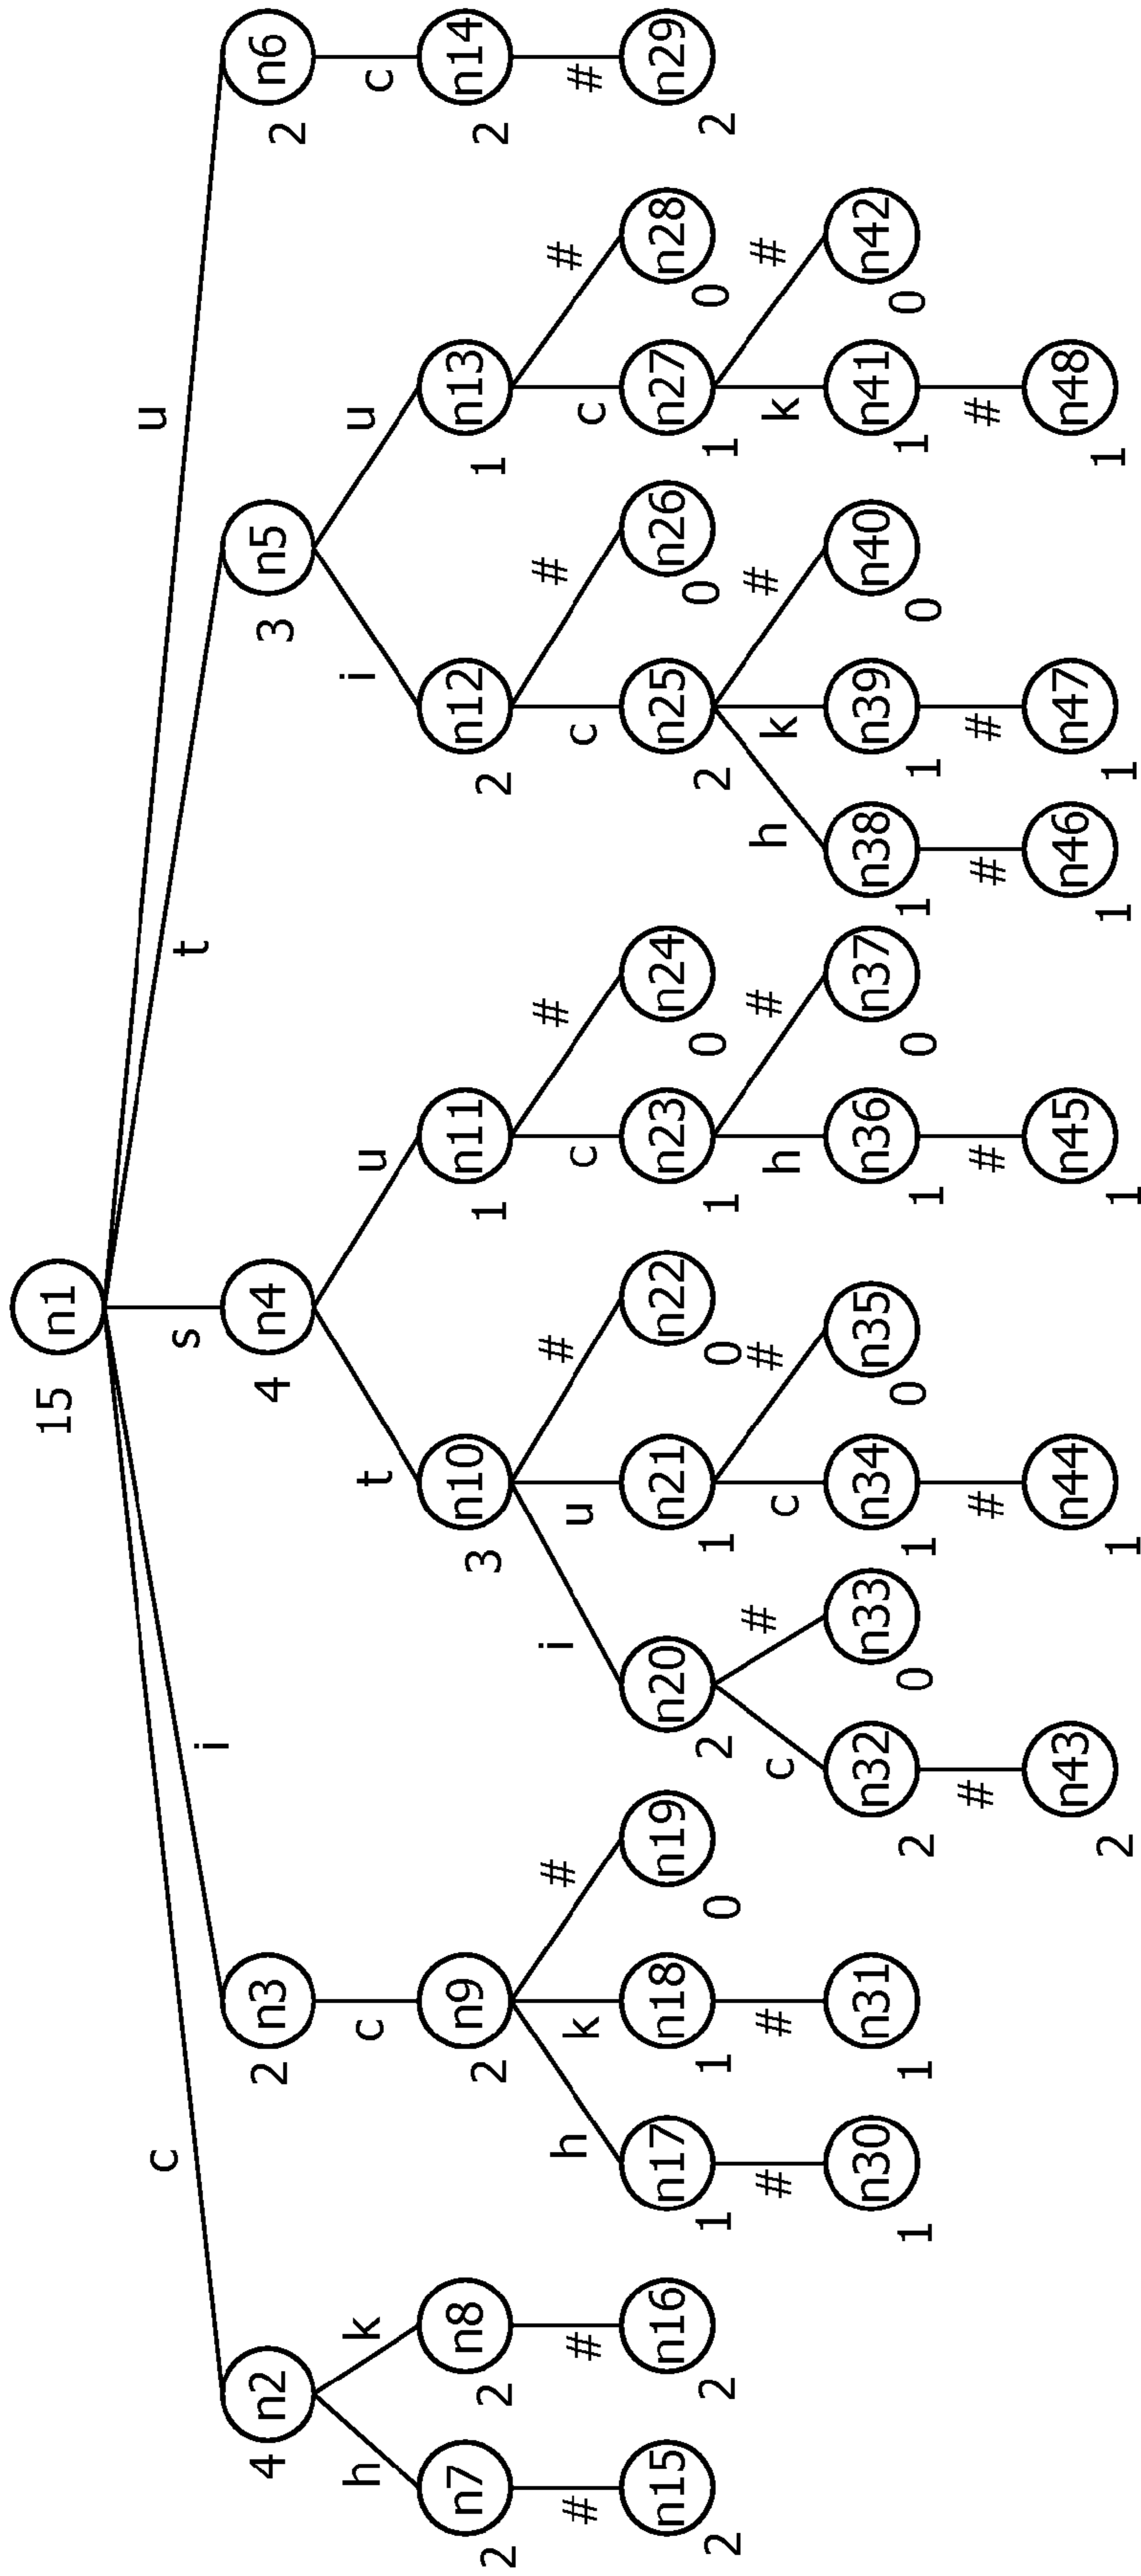 n1
15
c i s t u
n2 n3 n4 n5 n6
4 2 4 3 2
h k c t u i u c
n7 n8 n9 n10 n11 n12 n13 n14
2 2 2 3 1 2 1 2
# # h k # i u # c # c # c # #
n15 n16 n17 n18 n19 n20 n21 n22 n23 n24 n25 n26 n27 n28 n29
2 2 1 1 0 2 1 0 1 0 2 0 1 0 2
# # c # c # h # h k # k #
n30 n31 n32 n33 n34 n35 n36 n37 n38 n39 n40 n41 n42
1 1 2 0 1 0 1 0 1 1 0 1 0
# # # # # #
n43 n44 n45 n46 n47 n48
2 1 1 1 1 1